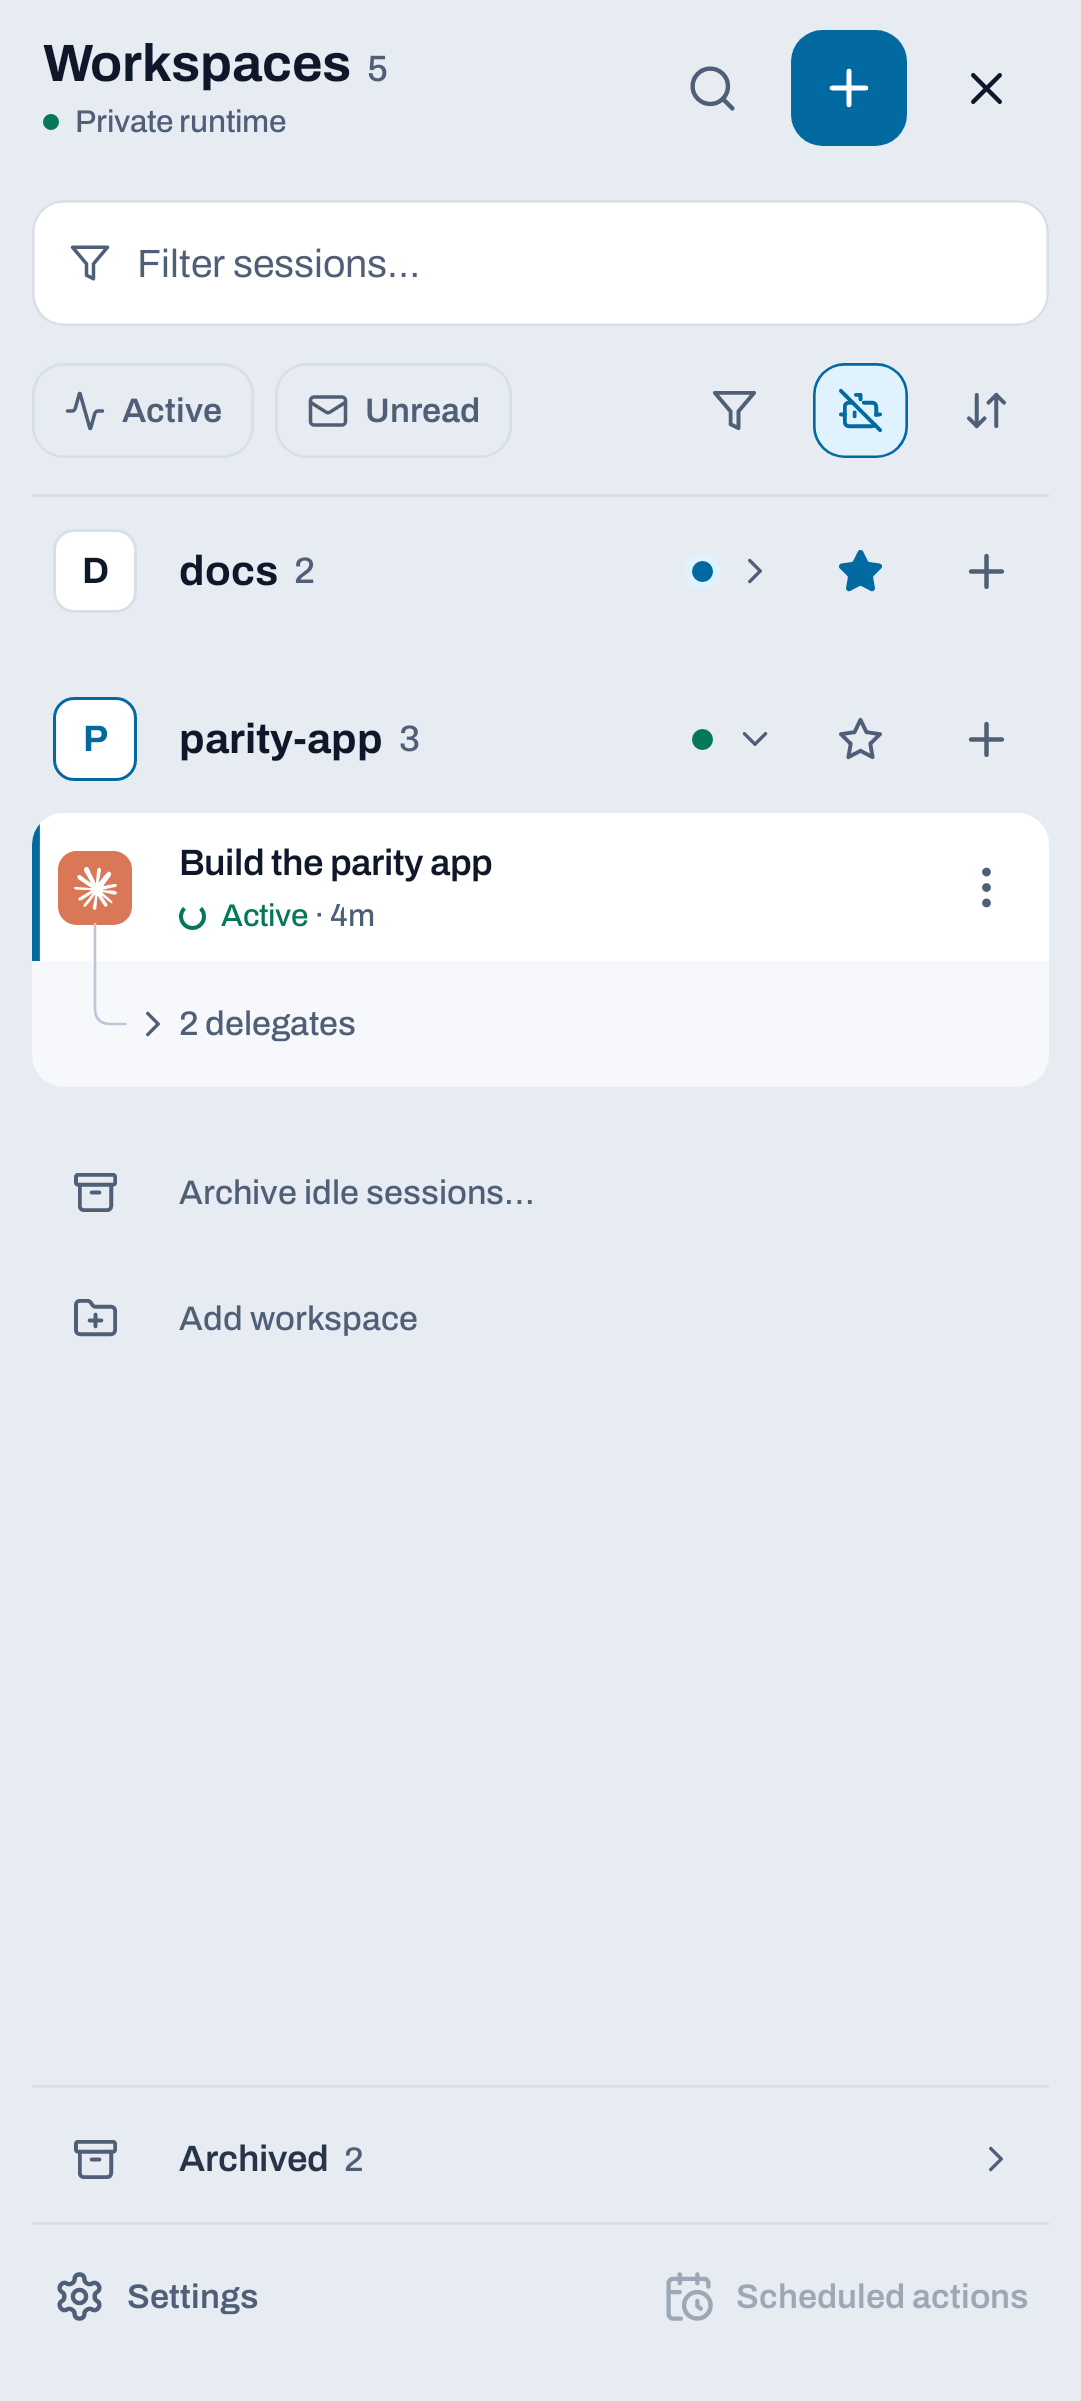 Workspaces 5
Private runtime
Filter sessions...
Active
Unread
D docs 2
P parity-app 3
Build the parity app
Active · 4m
2 delegates
Archive idle sessions...
Add workspace
Archived 2
Settings
Scheduled actions